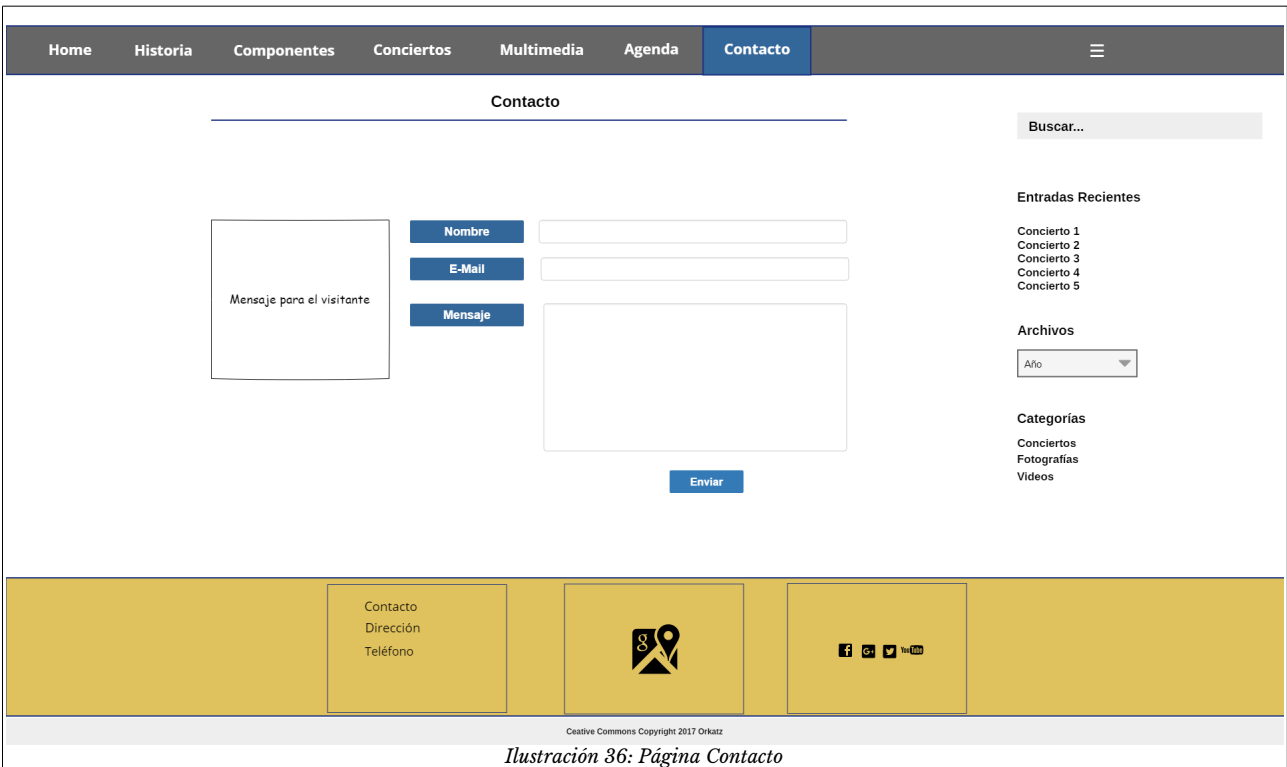 Home Historia Componentes Conciertos Multimedia Agenda Contacto
Contacto
Mensaje para el visitante
Nombre
E-Mail
Mensaje
Enviar
Buscar...
Entradas Recientes
Concierto 1
Concierto 2
Concierto 3
Concierto 4
Concierto 5
Archivos
Año
Categorías
Conciertos
Fotografías
Videos
Contacto
Dirección
Teléfono
g
f G+ YouTube
Ceative Commons Copyright 2017 Orkatz
Ilustración 36: Página Contacto